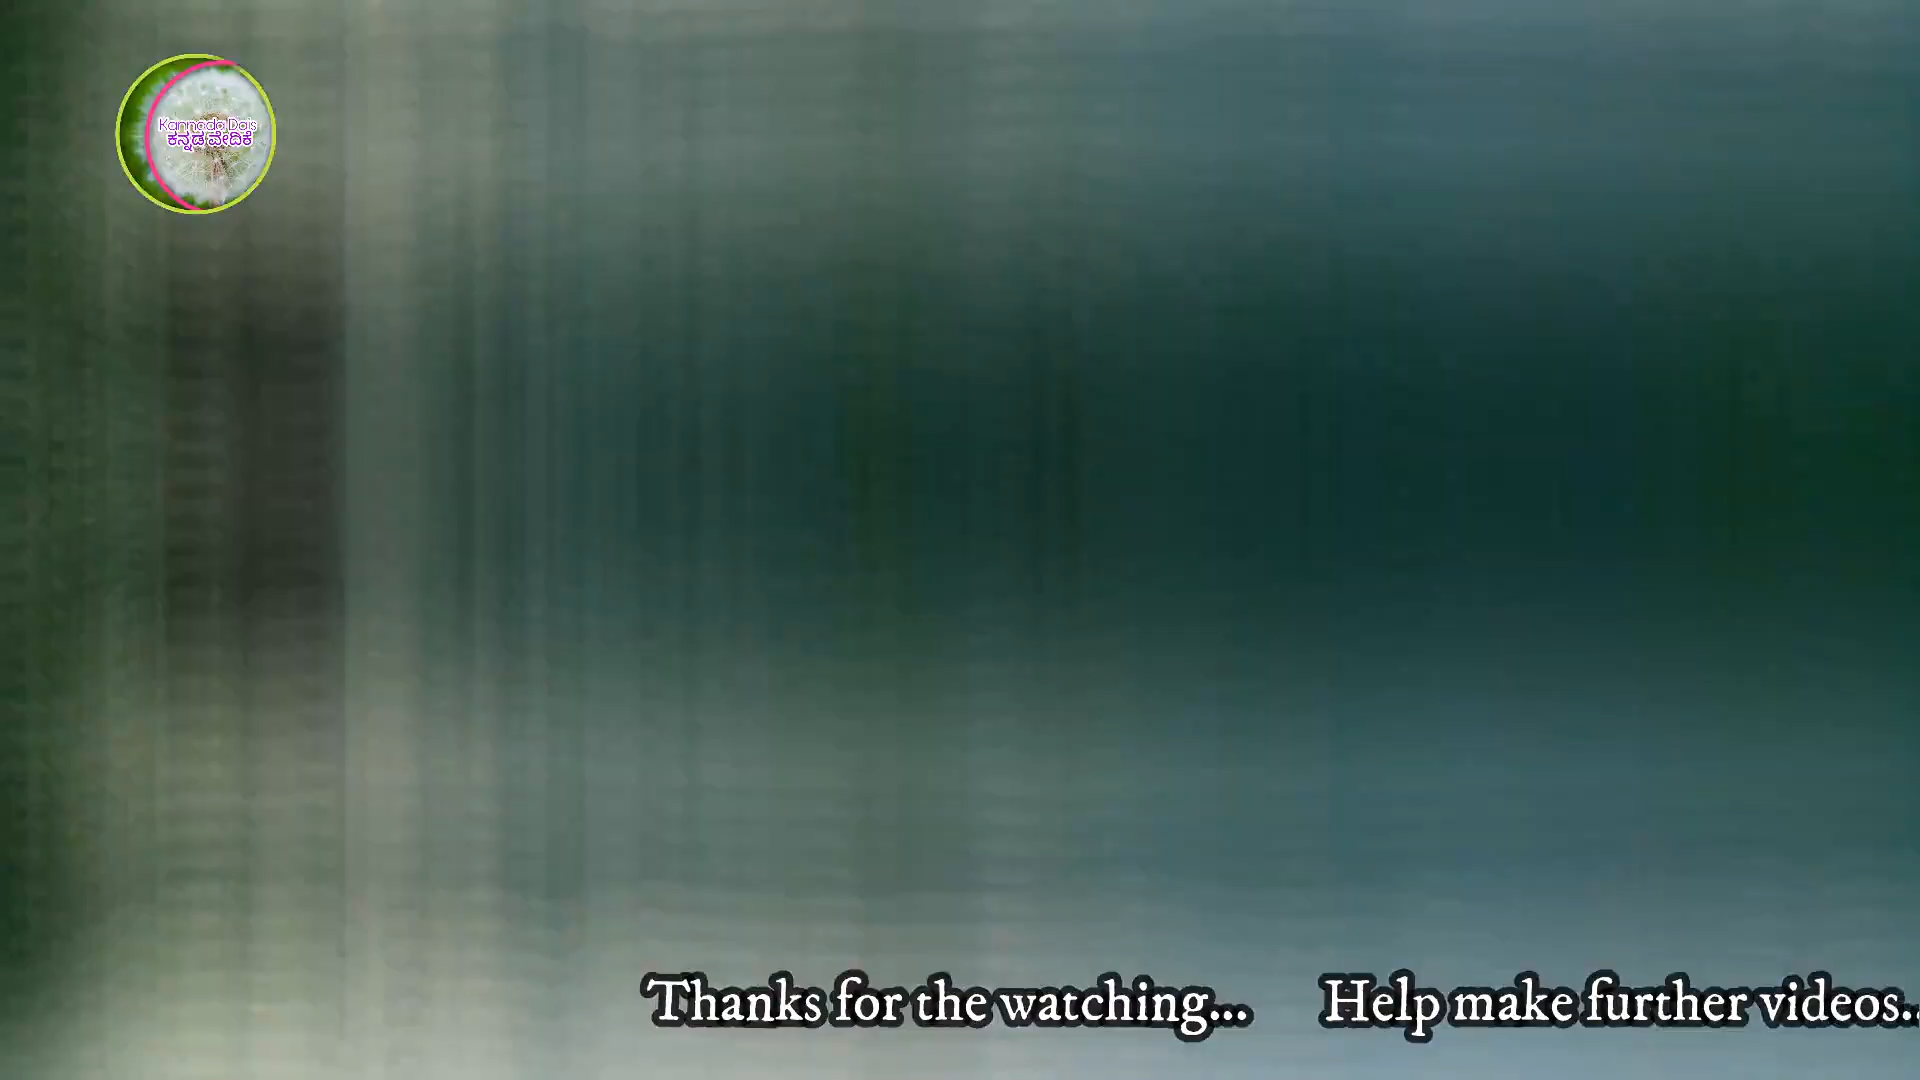 Kannada Dais
ಕನ್ನಡ ವೇದಿಕೆ
Thanks for the watching... Help make further videos..